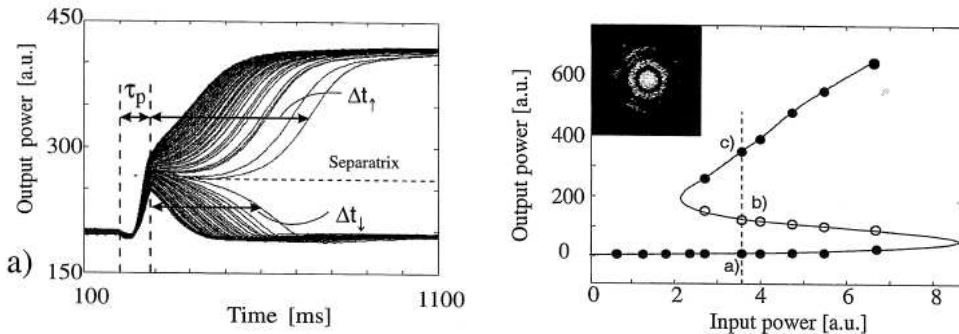 Output power [a.u.]
450
300
150
τp
Δt↑
Separatrix
Δt↓
a)
100
1100
Time [ms]
Output power [a.u.]
600
400
200
0
c)
b)
a)
0
2
4
6
8
Input power [a.u.]